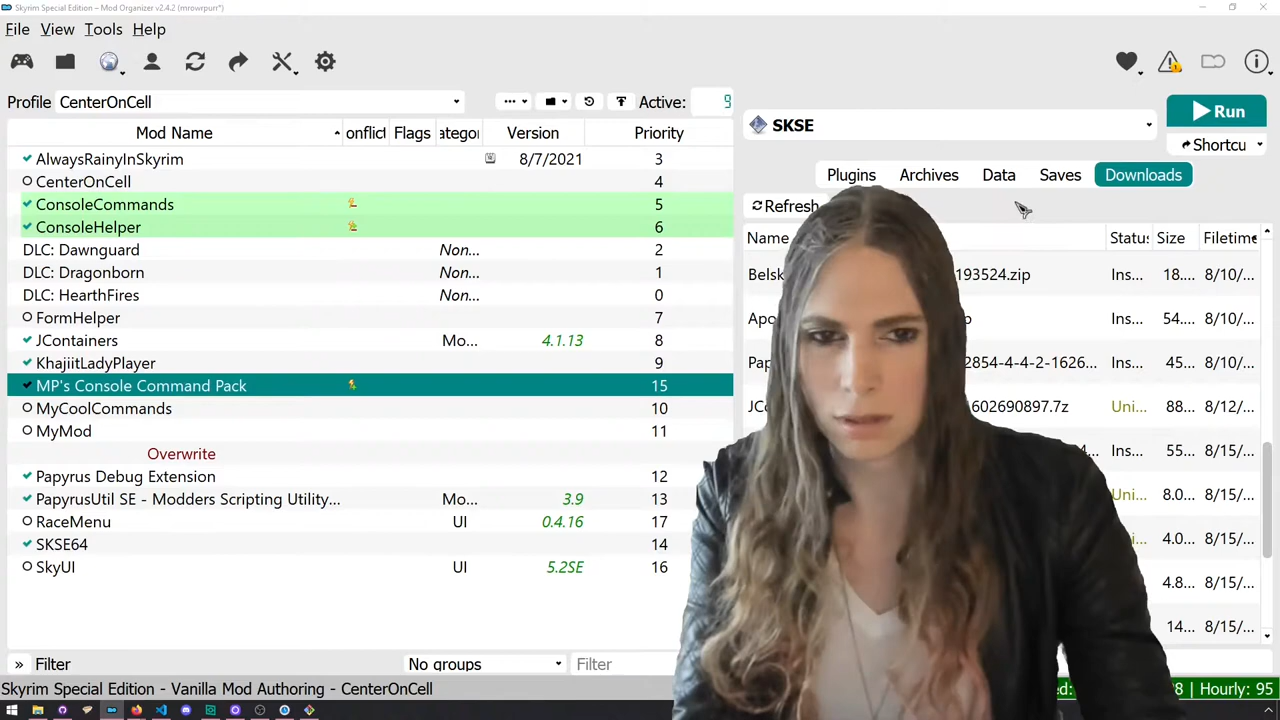 Skyrim Special Edition – Mod Organizer v2.4.2 (mrowrpurr*)
File View Tools Help
Profile CenterOnCell Active: 9
SKSE Run
Shortcu
Mod Name onflict Flags ategor Version Priority
Plugins Archives Data Saves Downloads
AlwaysRainyInSkyrim 8/7/2021 3
CenterOnCell 4
ConsoleCommands 5
ConsoleHelper 6
DLC: Dawnguard Non... 2
DLC: Dragonborn Non... 1
DLC: HearthFires Non... 0
FormHelper 7
JContainers Mo... 4.1.13 8
KhajiitLadyPlayer 9
MP's Console Command Pack 15
MyCoolCommands 10
MyMod 11
Overwrite
Papyrus Debug Extension 12
PapyrusUtil SE - Modders Scripting Utility... Mo... 3.9 13
RaceMenu UI 0.4.16 17
SKSE64 14
SkyUI UI 5.2SE 16
Refresh
Name Status Size Filetime
Belsk 193524.zip Ins... 18.... 8/10/...
Apo p Ins... 54.... 8/10/...
Pap 2854-4-4-2-1626... Ins... 45... 8/10/...
JCo 1602690897.7z Uni... 88... 8/12/...
4... Ins... 55... 8/15/...
Uni... 8.0... 8/15/...
4.0... 8/15/...
4.8... 8/15/...
14... 8/15/...
» Filter No groups Filter
Skyrim Special Edition - Vanilla Mod Authoring - CenterOnCell
8 | Hourly: 95